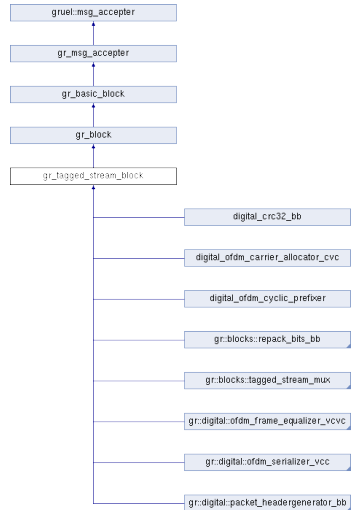 gruel::msg_accepter
gr_msg_accepter
gr_basic_block
gr_block
gr_tagged_stream_block
digital_crc32_bb
digital_ofdm_carrier_allocator_cvc
digital_ofdm_cyclic_prefixer
gr::blocks::repack_bits_bb
gr::blocks::tagged_stream_mux
gr::digital::ofdm_frame_equalizer_vcvc
gr::digital::ofdm_serializer_vcc
gr::digital::packet_headergenerator_bb